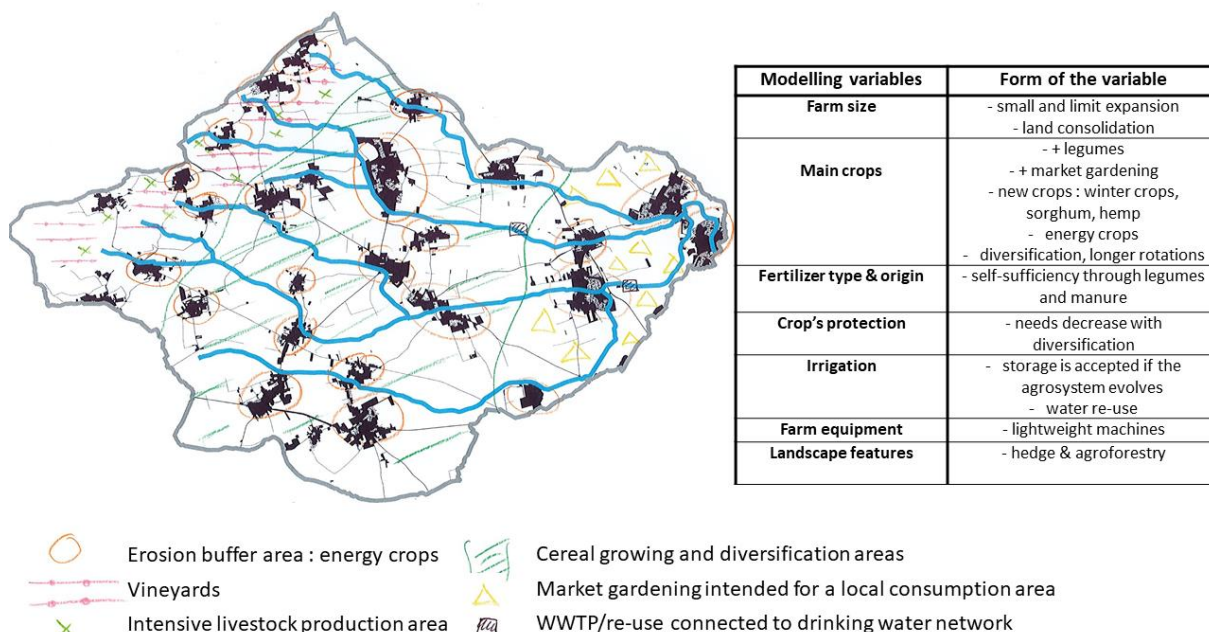 Modelling variables Form of the variable
Farm size - small and limit expansion
- land consolidation
Main crops - + legumes
- + market gardening
- new crops : winter crops,
sorghum, hemp
- energy crops
- diversification, longer rotations
Fertilizer type & origin - self-sufficiency through legumes
and manure
Crop's protection - needs decrease with
diversification
Irrigation - storage is accepted if the
agrosystem evolves
- water re-use
Farm equipment - lightweight machines
Landscape features - hedge & agroforestry
Erosion buffer area : energy crops
Vineyards
Intensive livestock production area
Cereal growing and diversification areas
Market gardening intended for a local consumption area
WWTP/re-use connected to drinking water network